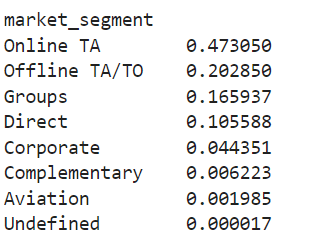 market_segment
Online TA 0.473050
Offline TA/TO 0.202850
Groups 0.165937
Direct 0.105588
Corporate 0.044351
Complementary 0.006223
Aviation 0.001985
Undefined 0.000017